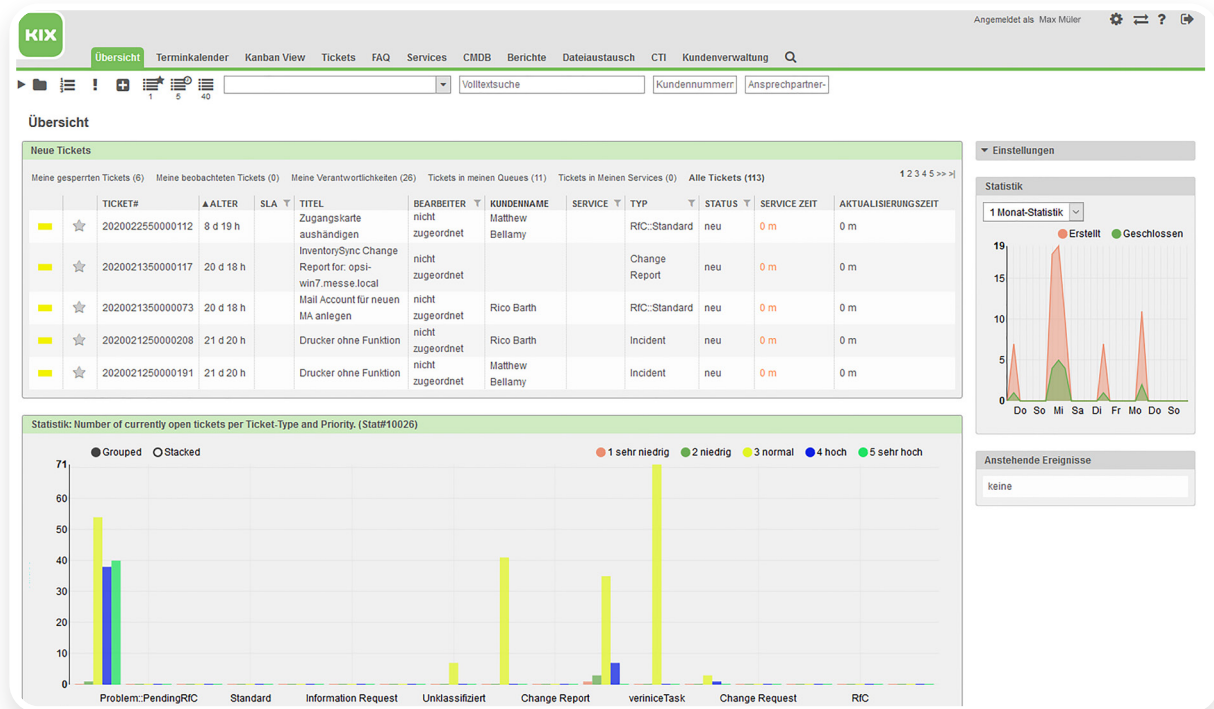 KIX
Angemeldet als Max Müler
Übersicht Terminkalender Kanban View Tickets FAQ Services CMDB Berichte Dateiaustausch CTI Kundenverwaltung
1 5 40 Volltextsuche Kundennummerr Ansprechpartner-
Übersicht
Neue Tickets
Meine gesperrten Tickets (6) Meine beobachteten Tickets (0) Meine Verantwortlichkeiten (26) Tickets in meinen Queues (11) Tickets in Meinen Services (0) Alle Tickets (113) 1 2 3 4 5 >> >|
TICKET# ▲ALTER SLA TITEL BEARBEITER KUNDENNAME SERVICE TYP STATUS SERVICE ZEIT AKTUALISIERUNGSZEIT
2020022550000112 8 d 19 h Zugangskarte aushändigen nicht zugeordnet Matthew Bellamy RfC::Standard neu 0 m 0 m
2020021350000117 20 d 18 h InventorySync Change Report for: opsi-win7.messe.local nicht zugeordnet Change Report neu 0 m 0 m
2020021350000073 20 d 18 h Mail Account für neuen MA anlegen nicht zugeordnet Rico Barth RfC::Standard neu 0 m 0 m
2020021250000208 21 d 20 h Drucker ohne Funktion nicht zugeordnet Rico Barth Incident neu 0 m 0 m
2020021250000191 21 d 20 h Drucker ohne Funktion nicht zugeordnet Matthew Bellamy Incident neu 0 m 0 m
Statistik: Number of currently open tickets per Ticket-Type and Priority. (Stat#10026)
Grouped Stacked 1 sehr niedrig 2 niedrig 3 normal 4 hoch 5 sehr hoch
71
60
50
40
30
20
10
0
Problem::PendingRfC Standard Information Request Unklassifiziert Change Report veriniceTask Change Request RfC
Einstellungen
Statistik
1 Monat-Statistik
Erstellt Geschlossen
19
15
10
5
0
Do So Mi Sa Di Fr Mo Do So
Anstehende Ereignisse
keine